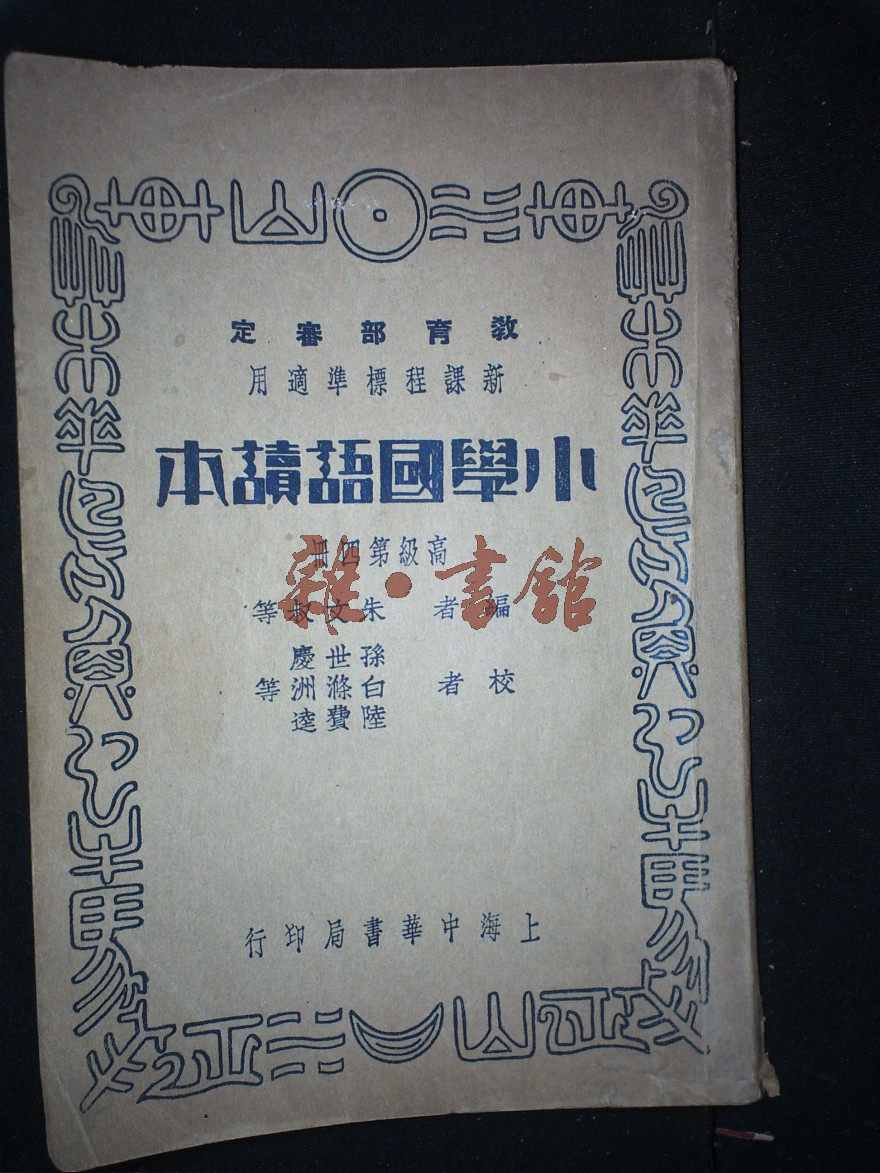 教育部審定
新課程標準適用
小學國語讀本
高級第四冊
編者 朱文叔等
校者 孫世慶 白滌洲 陸費逵 等
上海中華書局印行
雜·書館